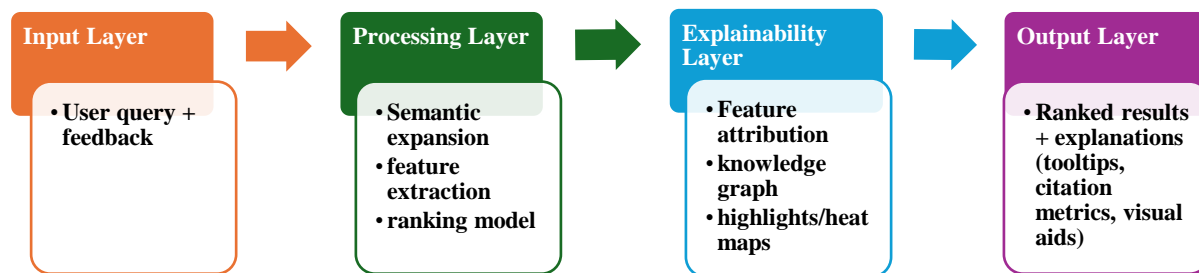 Input Layer
• User query +
feedback
Processing Layer
• Semantic
expansion
• feature
extraction
• ranking model
Explainability
Layer
• Feature
attribution
• knowledge
graph
• highlights/heat
maps
Output Layer
• Ranked results
+ explanations
(tooltips,
citation
metrics, visual
aids)